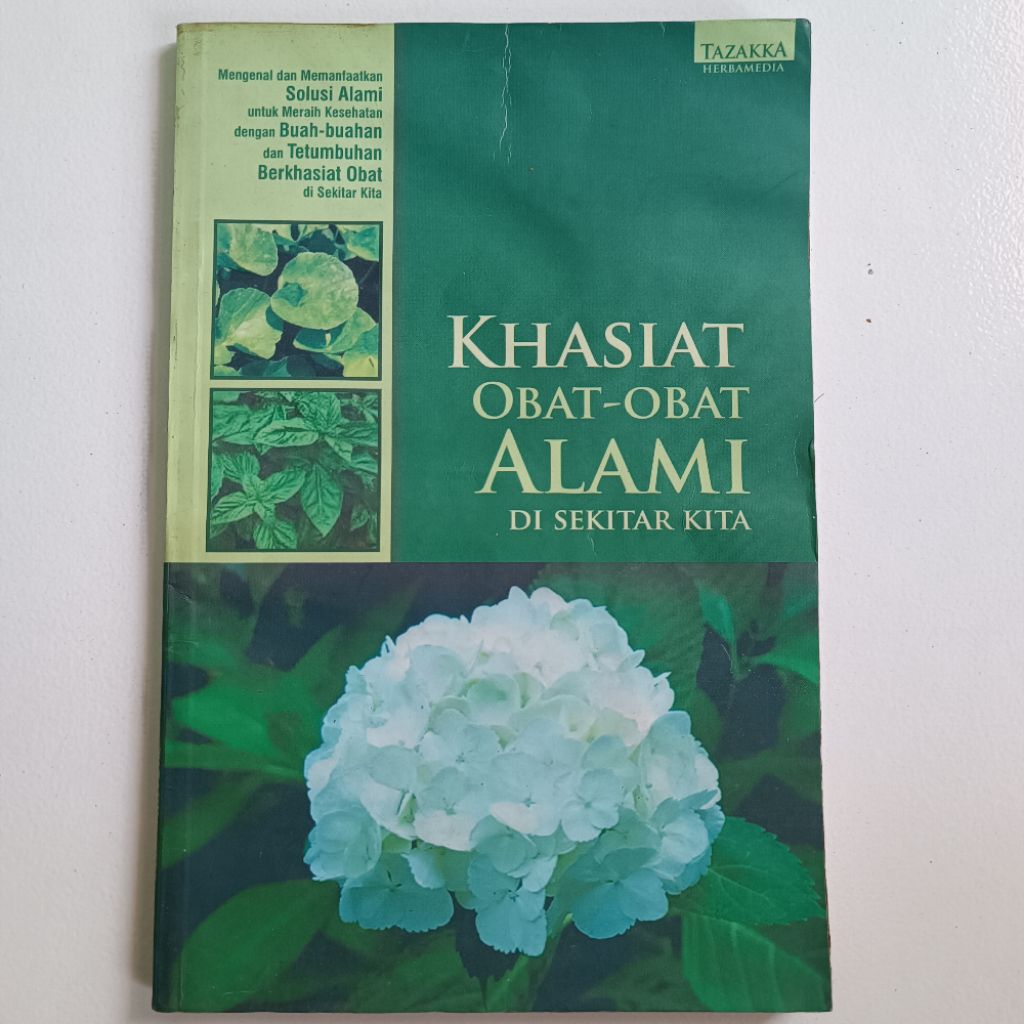 Mengenal dan Memanfaatkan
Solusi Alami
untuk Meraih Kesehatan
dengan Buah-buahan
dan Tetumbuhan
Berkhasiat Obat
di Sekitar Kita
TAZAKKA
HERBAMEDIA
KHASIAT
OBAT-OBAT
ALAMI
DI SEKITAR KITA